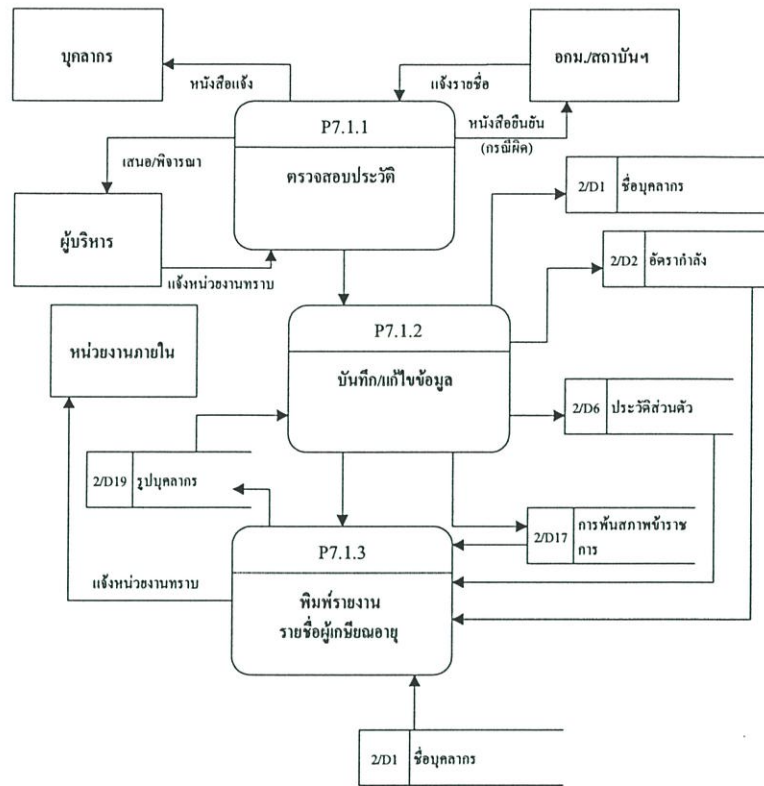 บุคลากร
อกม./สถาบันฯ
หนังสือแจ้ง
แจ้งรายชื่อ
P7.1.1
หนังสือยืนยัน
(กรณีผิด)
เสนอ/พิจารณา
ตรวจสอบประวัติ
2/D1 ชื่อบุคลากร
ผู้บริหาร
2/D2 อัตรากำลัง
แจ้งหน่วยงานทราบ
P7.1.2
หน่วยงานภายใน
บันทึก/แก้ไขข้อมูล
2/D6 ประวัติส่วนตัว
2/D19 รูปบุคลากร
2/D17 การพ้นสภาพข้าราช
การ
P7.1.3
แจ้งหน่วยงานทราบ
พิมพ์รายงาน
รายชื่อผู้เกษียณอายุ
2/D1 ชื่อบุคลากร